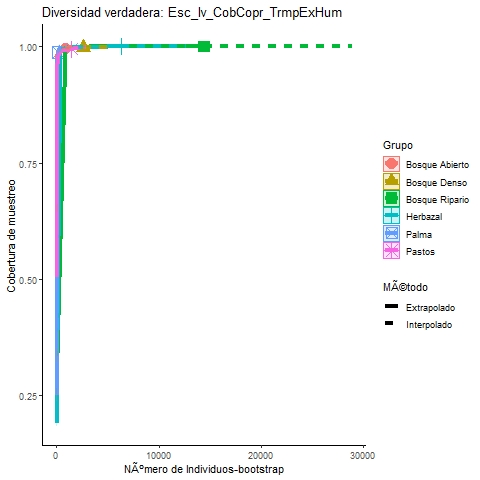 Diversidad verdadera: Esc_Iv_CobCopr_TrmpExHum
1.00
0.75
0.50
0.25
Cobertura de muestreo
0
10000
20000
30000
NÃºmero de Individuos-bootstrap
Grupo
Bosque Abierto
Bosque Denso
Bosque Ripario
Herbazal
Palma
Pastos
MÃ©todo
Extrapolado
Interpolado